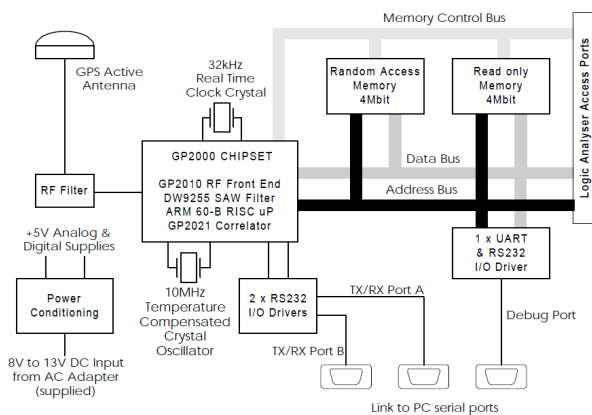 Memory Control Bus
32kHz
Real Time
Clock Crystal
GPS Active
Antenna
Random Access
Memory
4Mbit
Read only
Memory
4Mbit
Logic Analyser Access Ports
GP2000 CHIPSET
GP2010 RF Front End
DW9255 SAW Filter
ARM 60-B RISC uP
GP2021 Correlator
Data Bus
Address Bus
RF Filter
+5V Analog &
Digital Supplies
1 x UART
& RS232
I/O Driver
10MHz
Temperature
Compensated
Crystal
Oscillator
2 x RS232
I/O Drivers
TX/RX Port A
Power
Conditioning
Debug Port
TX/RX Port B
8V to 13V DC Input
from AC Adapter
(supplied)
Link to PC serial ports